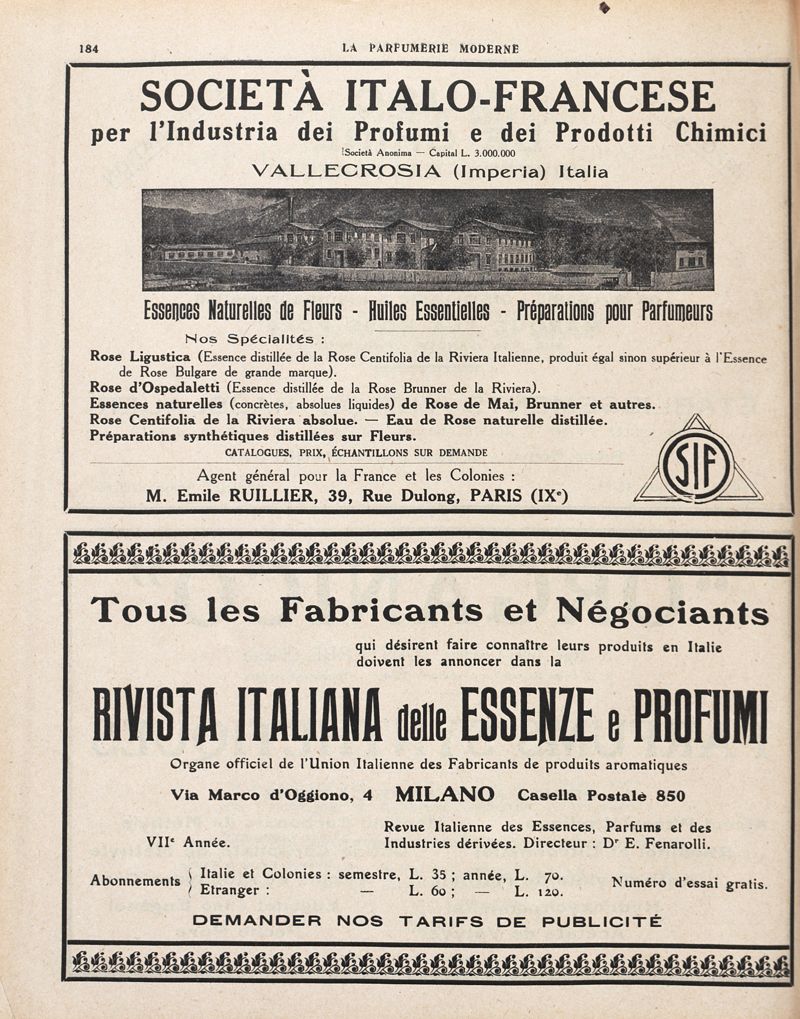 184
LA PARFUMERIE MODERNE
SOCIETÀ ITALO-FRANCESE
per l'Industria dei Profumi e dei Prodotti Chimici
Società Anonima — Capital L. 3.000.000
VALLECROSIA (Imperia) Italia
Essences Naturelles de Fleurs - Huiles Essentielles - Préparations pour Parfumeurs
Nos Spécialités :
Rose Ligustica (Essence distillée de la Rose Centifolia de la Riviera Italienne, produit égal sinon supérieur à l'Essence
de Rose Bulgare de grande marque).
Rose d'Ospedaletti (Essence distillée de la Rose Brunner de la Riviera).
Essences naturelles (concrètes, absolues liquides) de Rose de Mai, Brunner et autres.
Rose Centifolia de la Riviera absolue. — Eau de Rose naturelle distillée.
Préparations synthétiques distillées sur Fleurs.
CATALOGUES, PRIX, ÉCHANTILLONS SUR DEMANDE
Agent général pour la France et les Colonies :
M. Emile RUILLIER, 39, Rue Dulong, PARIS (IXe)
SIF
Tous les Fabricants et Négociants
qui désirent faire connaître leurs produits en Italie
doivent les annoncer dans la
RIVISTA ITALIANA delle ESSENZE e PROFUMI
Organe officiel de l'Union Italienne des Fabricants de produits aromatiques
Via Marco d'Oggiono, 4 MILANO Casella Postale 850
VIIe Année.
Revue Italienne des Essences, Parfums et des
Industries dérivées. Directeur : Dr E. Fenarolli.
Abonnements
Italie et Colonies : semestre, L. 35 ; année, L. 70.
Etranger : — L. 60 ; — L. 120.
Numéro d'essai gratis.
DEMANDER NOS TARIFS DE PUBLICITÉ